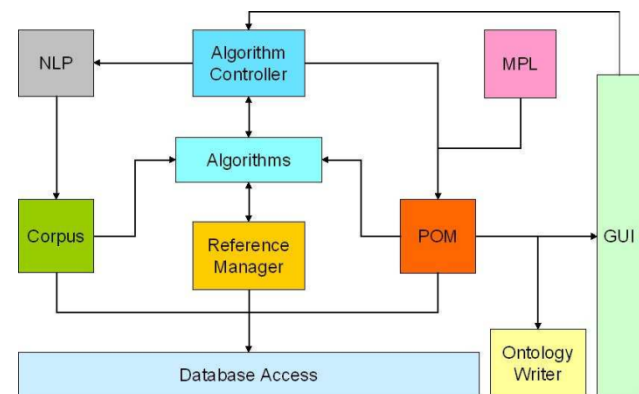 NLP
Algorithm
Controller
MPL
Algorithms
Corpus
Reference
Manager
POM
GUI
Database Access
Ontology
Writer